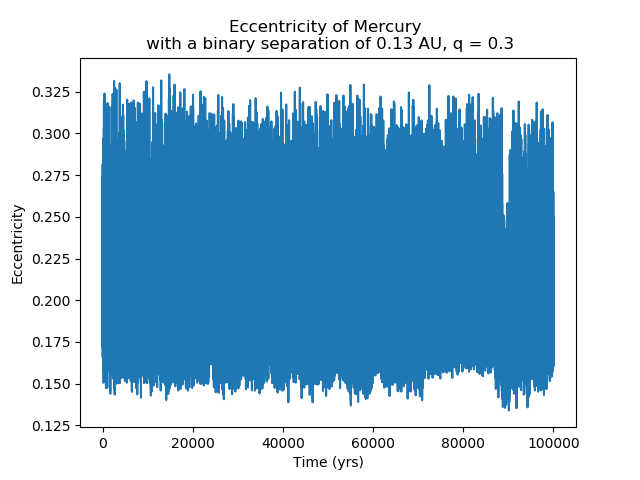 Eccentricity of Mercury
with a binary separation of 0.13 AU, q = 0.3
0.325
0.300
0.275
0.250
0.225
0.200
0.175
0.150
0.125
Eccentricity
0 20000 40000 60000 80000 100000
Time (yrs)